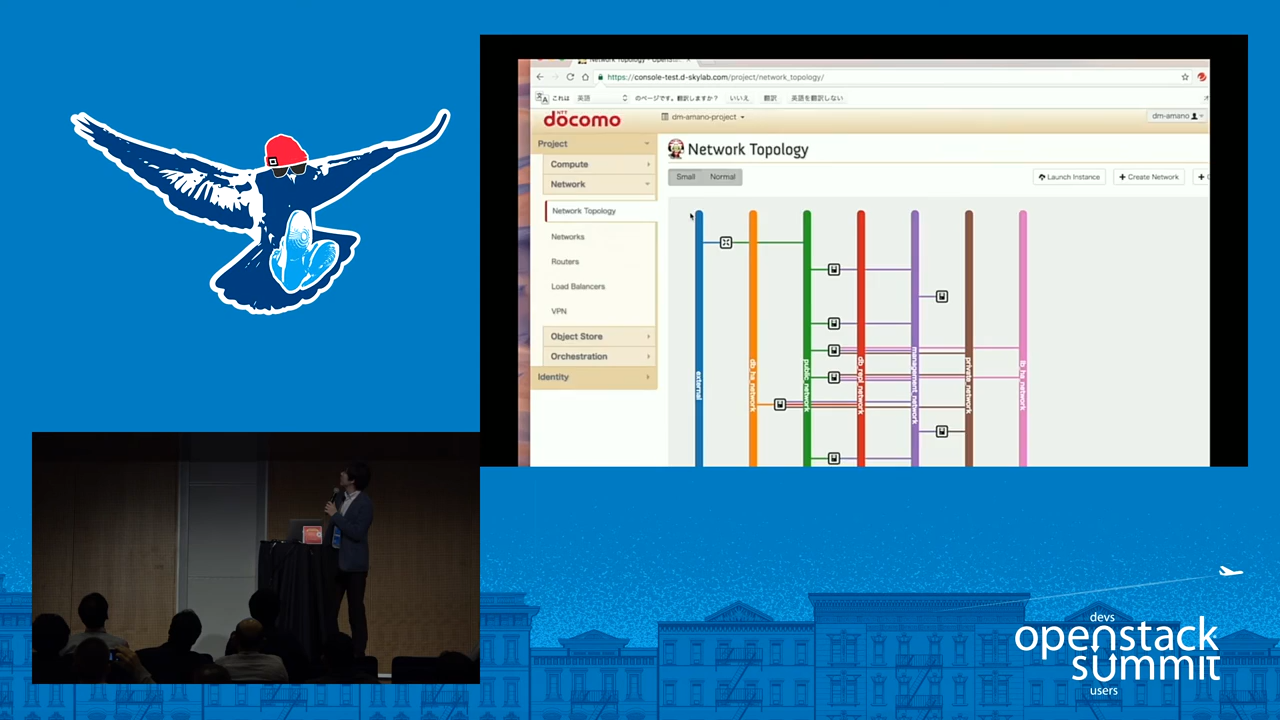 Network Topology - OpenSt
https://console-test.d-skylab.com/project/network_topology/
これは 英語 のページです。翻訳しますか? いいえ 翻訳 英語を翻訳しない
NTT
docomo
dm-amano-project
dm-amano
Project
Compute
Network
Network Topology
Networks
Routers
Load Balancers
VPN
Object Store
Orchestration
Identity
Network Topology
Small Normal
Launch Instance
Create Network
external
db_ha_network
public_network
db_repl_network
management_network
private_network
lb_ha_network
devs
openstack
summit
users